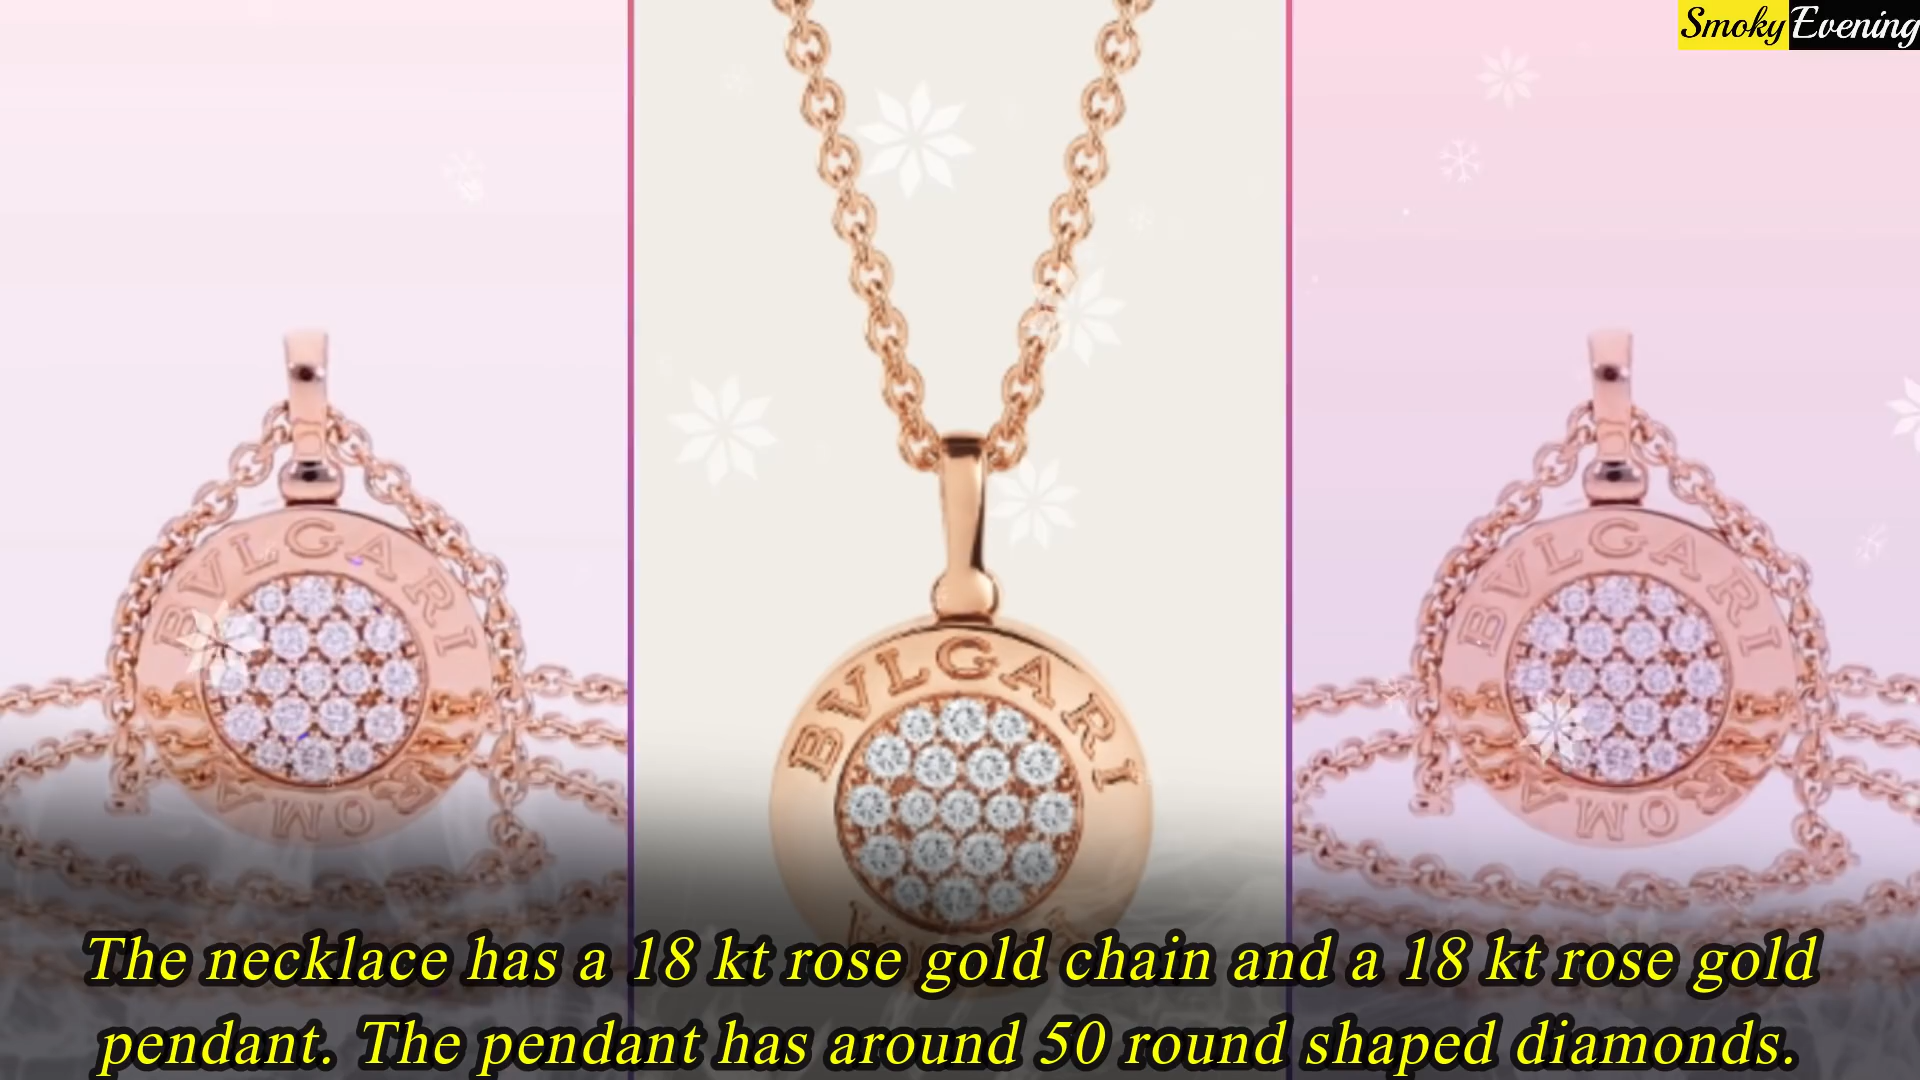 Smoky Evening
BVLGARI
ROMA
BVLGARI
BVLGARI
ROMA
The necklace has a 18 kt rose gold chain and a 18 kt rose gold
pendant. The pendant has around 50 round shaped diamonds.